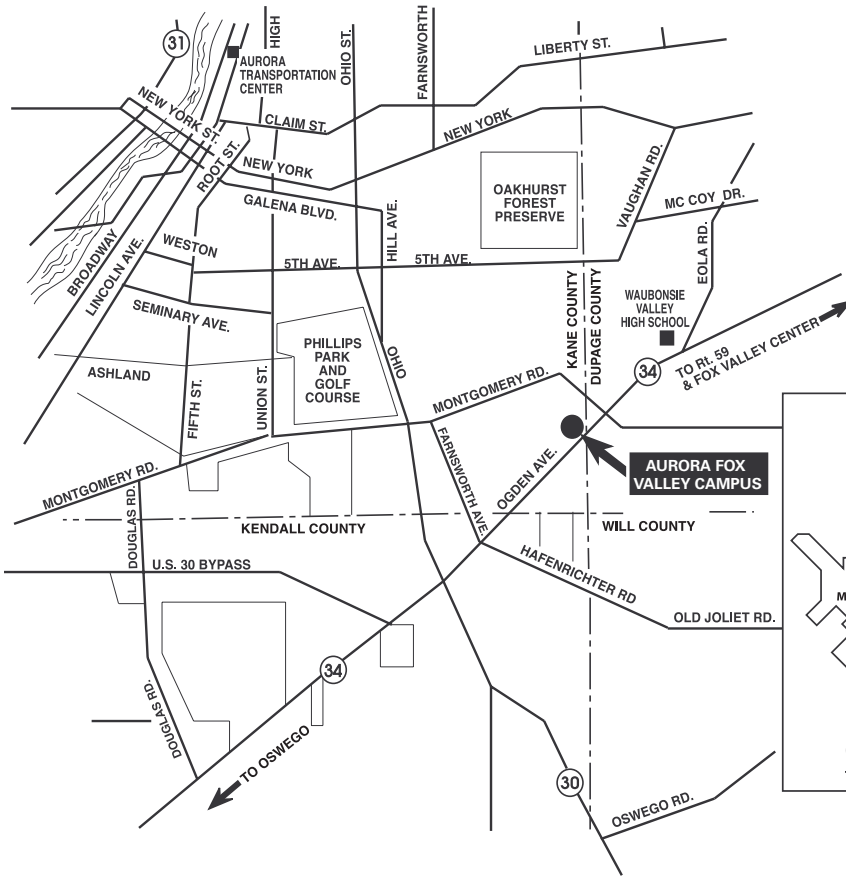 31
HIGH
OHIO ST.
FARNSWORTH
LIBERTY ST.
AURORA
TRANSPORTATION
CENTER
NEW YORK ST.
CLAIM ST.
NEW YORK
ROOT ST.
NEW YORK
VAUGHAN RD.
OAKHURST
FOREST
PRESERVE
MC COY DR.
GALENA BLVD.
HILL AVE.
EOLA RD.
WESTON
5TH AVE.
5TH AVE.
BROADWAY
LINCOLN AVE.
SEMINARY AVE.
KANE COUNTY
DUPAGE COUNTY
WAUBONSIE
VALLEY
HIGH SCHOOL
PHILLIPS
PARK
AND
GOLF
COURSE
OHIO
34
TO Rt. 59
& FOX VALLEY CENTER
ASHLAND
FIFTH ST.
UNION ST.
MONTGOMERY RD.
FARNSWORTH AVE.
OGDEN AVE.
AURORA FOX
VALLEY CAMPUS
MONTGOMERY RD.
DOUGLAS RD.
KENDALL COUNTY
WILL COUNTY
U.S. 30 BYPASS
HAFENRICHTER RD
OLD JOLIET RD.
M
34
DOUGLAS RD.
TO OSWEGO
30
OSWEGO RD.